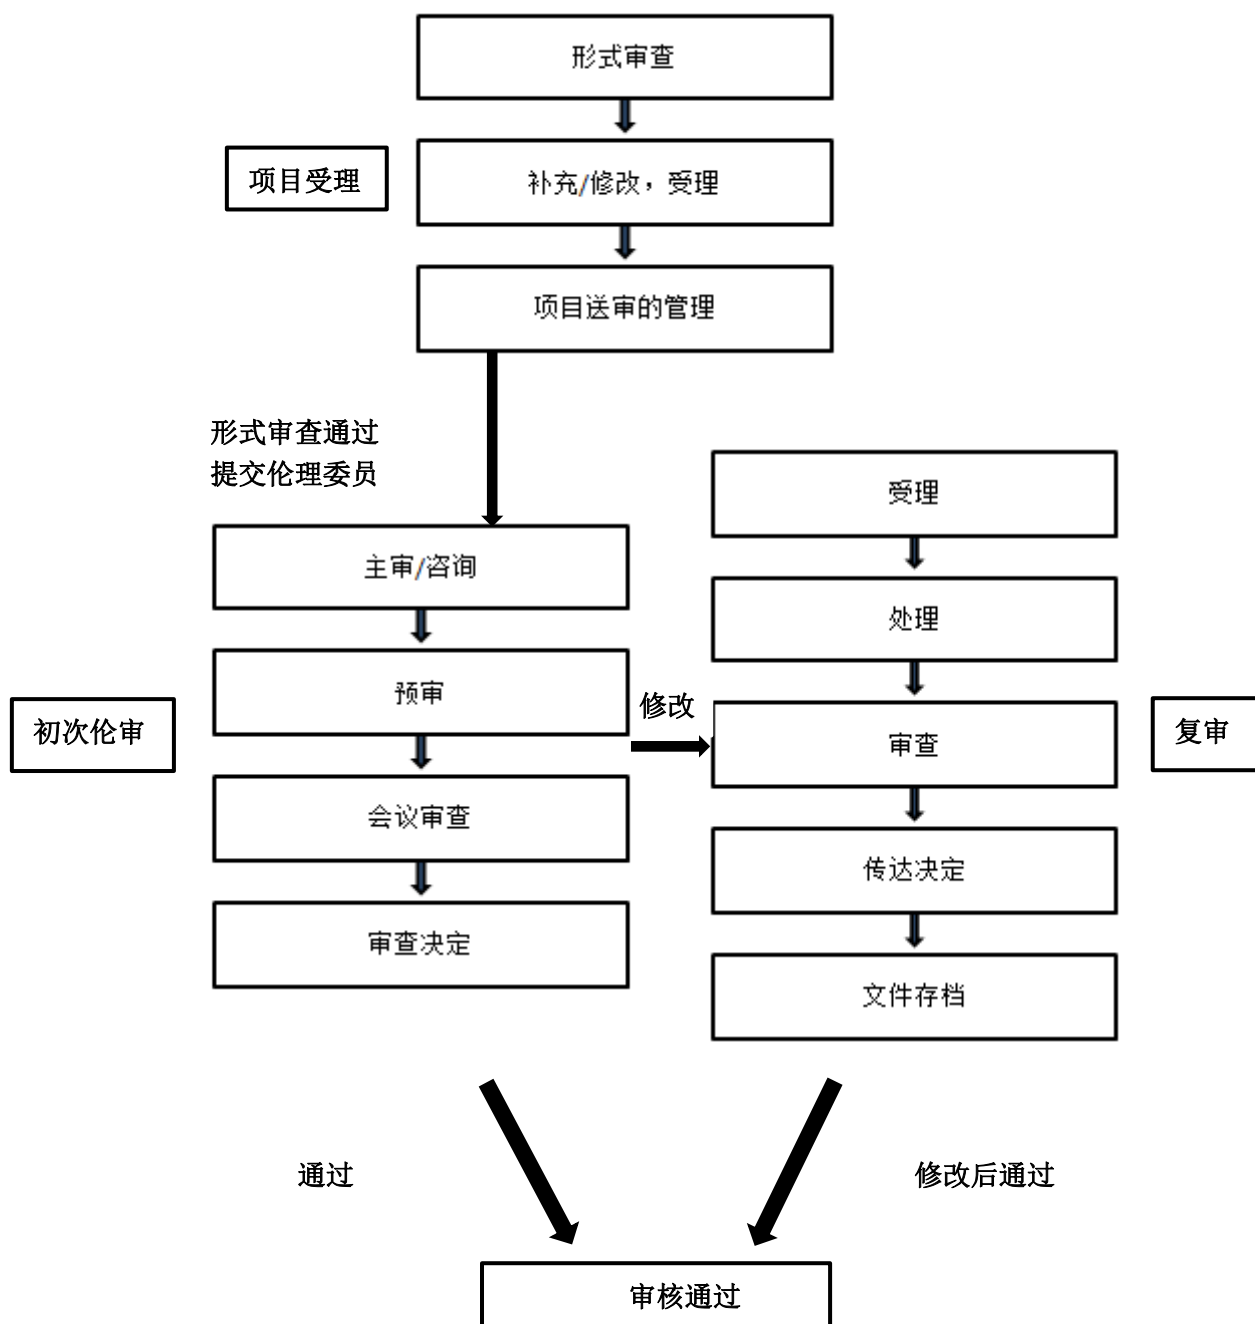 形式审查
项目受理
补充/修改，受理
项目送审的管理
形式审查通过
提交伦理委员
受理
主审/咨询
处理
预审
修改
初次伦审
审查
复审
会议审查
传达决定
审查决定
文件存档
通过
修改后通过
审核通过